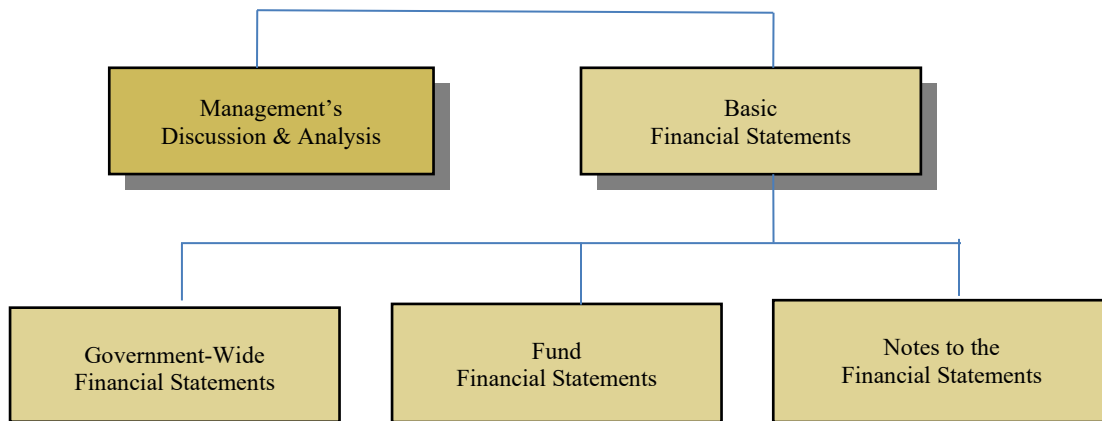 Management’s
Discussion & Analysis
Basic
Financial Statements
Government-Wide
Financial Statements
Fund
Financial Statements
Notes to the
Financial Statements